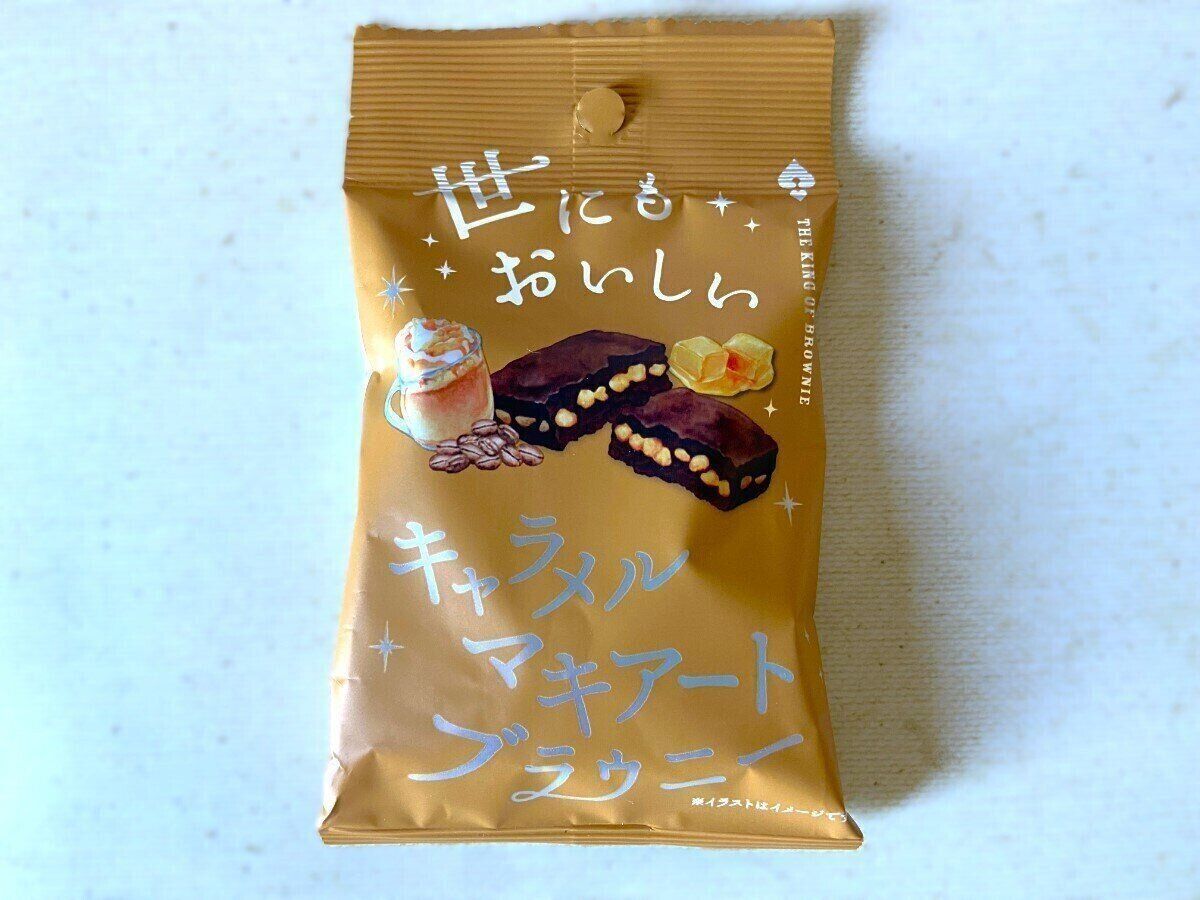 世にも
おいしい
THE KING OF BROWNIE
キャラメル
マキアート
ブラウニー
※イラストはイメージで